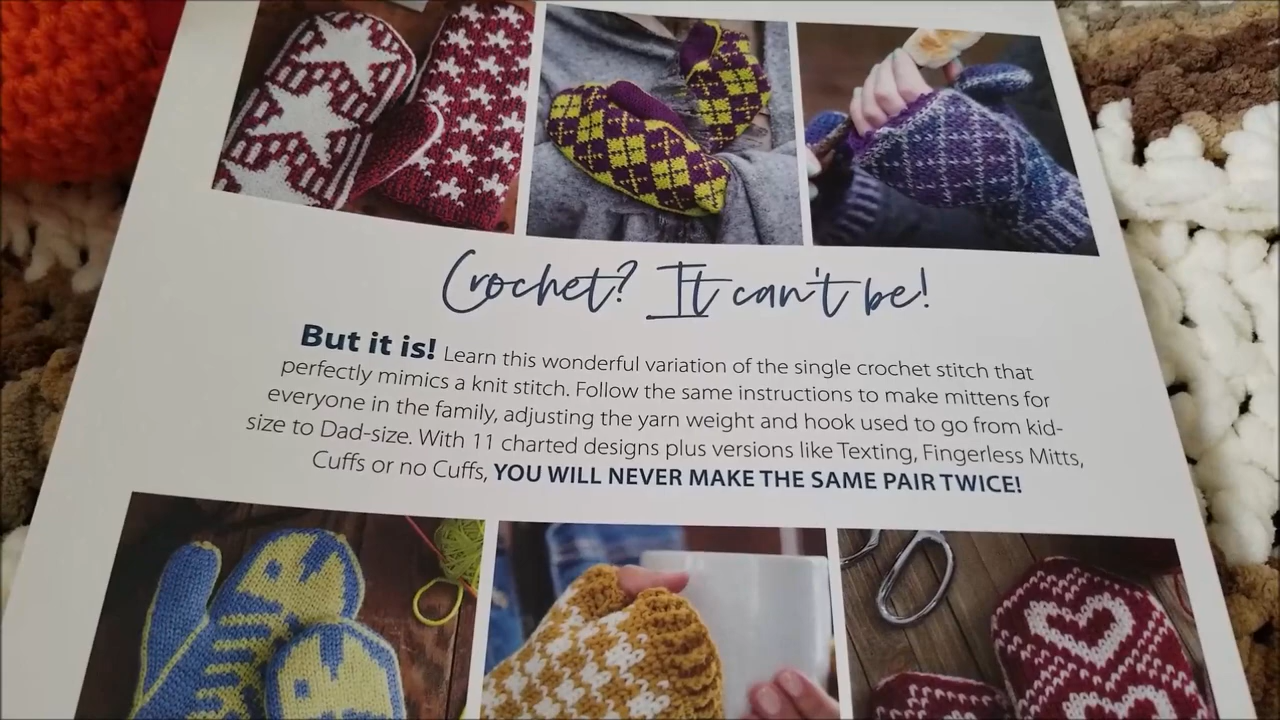 Crochet? It can't be!
But it is! Learn this wonderful variation of the single crochet stitch that
perfectly mimics a knit stitch. Follow the same instructions to make mittens for
everyone in the family, adjusting the yarn weight and hook used to go from kid-
size to Dad-size. With 11 charted designs plus versions like Texting, Fingerless Mitts,
Cuffs or no Cuffs, YOU WILL NEVER MAKE THE SAME PAIR TWICE!